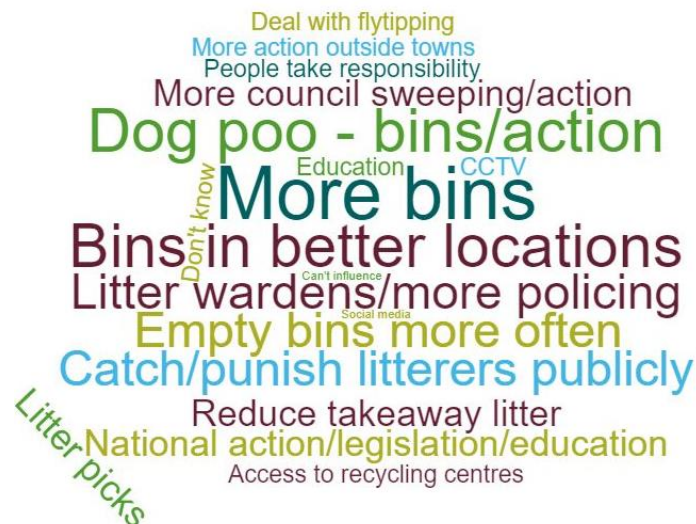 Deal with flytipping
More action outside towns
People take responsibility
More council sweeping/action
Dog poo - bins/action
Education
CCTV
Don't know
More bins
Bins in better locations
Can't influence
Litter wardens/more policing
Social media
Empty bins more often
Catch/punish litterers publicly
Litter picks
Reduce takeaway litter
National action/legislation/education
Access to recycling centres